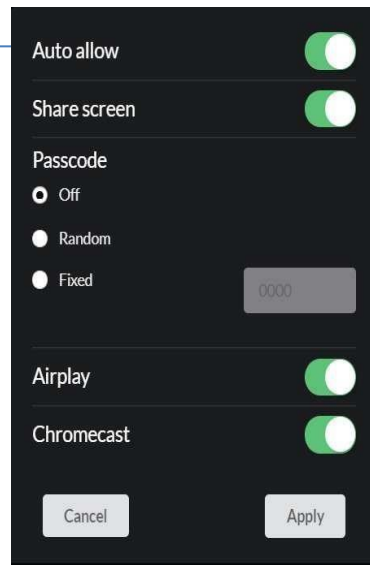 Auto allow
Share screen
Passcode
Off
Random
Fixed
0000
Airplay
Chromecast
Cancel Apply